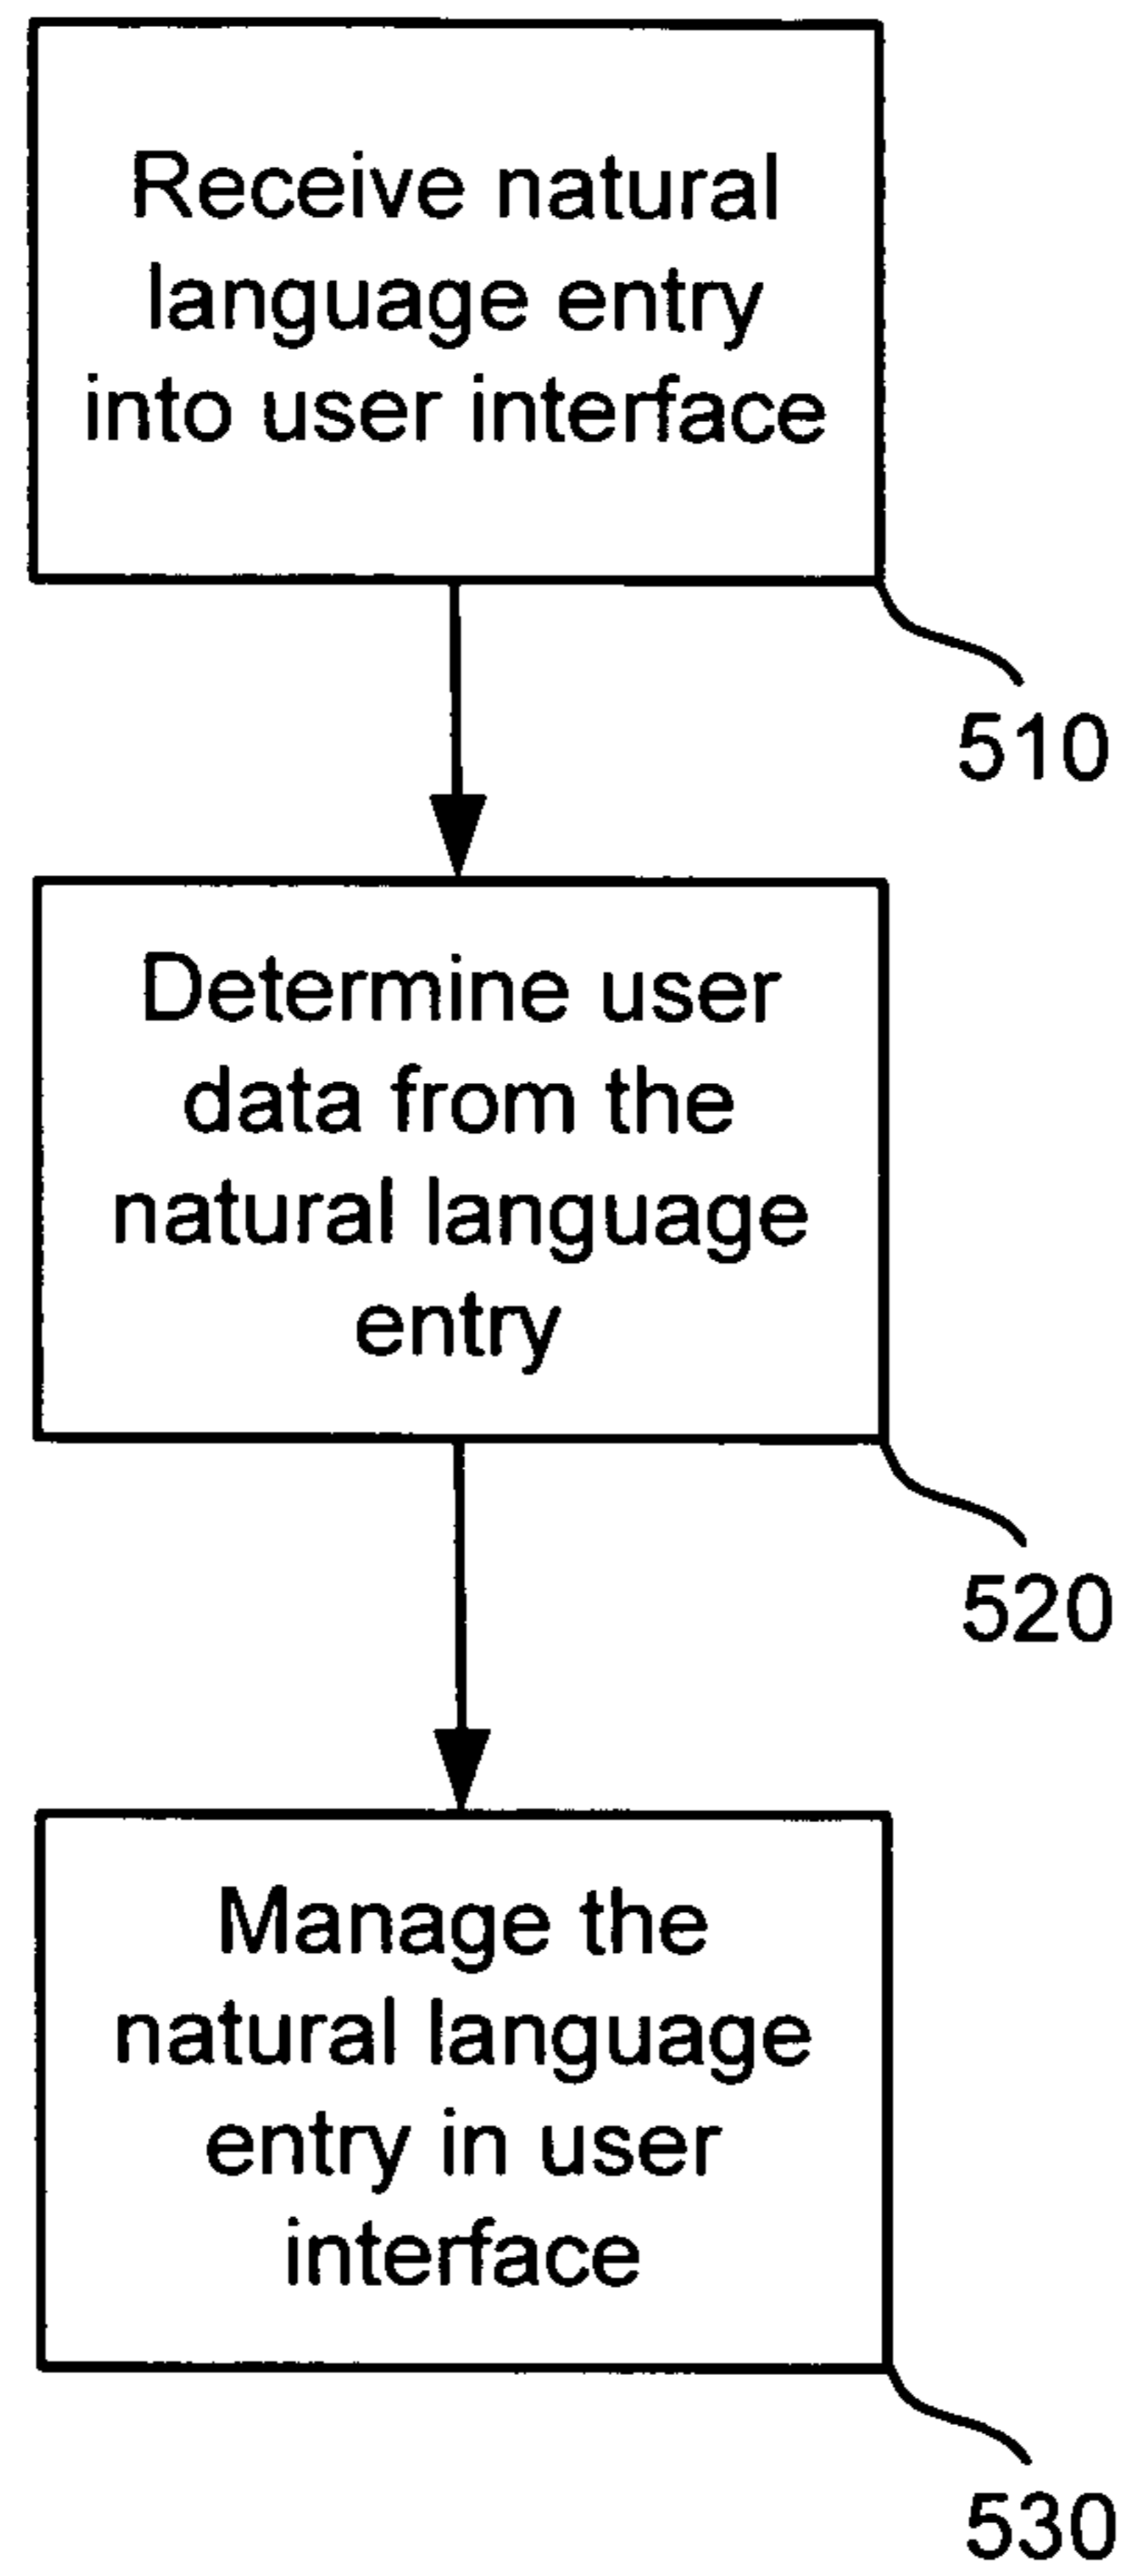 Receive natural
language entry
into user interface
510
Determine user
data from the
natural language
entry
520
Manage the
natural language
entry in user
interface
530